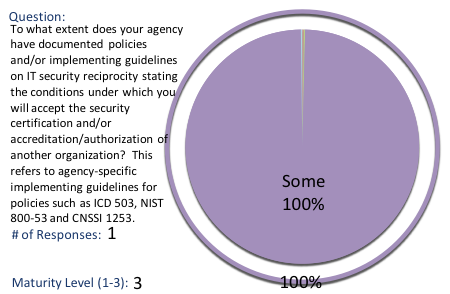 Question:
To what extent does your agency
have documented policies
and/or implementing guidelines
on IT security reciprocity stating
the conditions under which you
will accept the security
certification and/or
accreditation/authorization of
another organization? This
refers to agency-specific
implementing guidelines for
policies such as ICD 503, NIST
800-53 and CNSSI 1253.
# of Responses: 1
Maturity Level (1-3): 3
Some
100%
100%